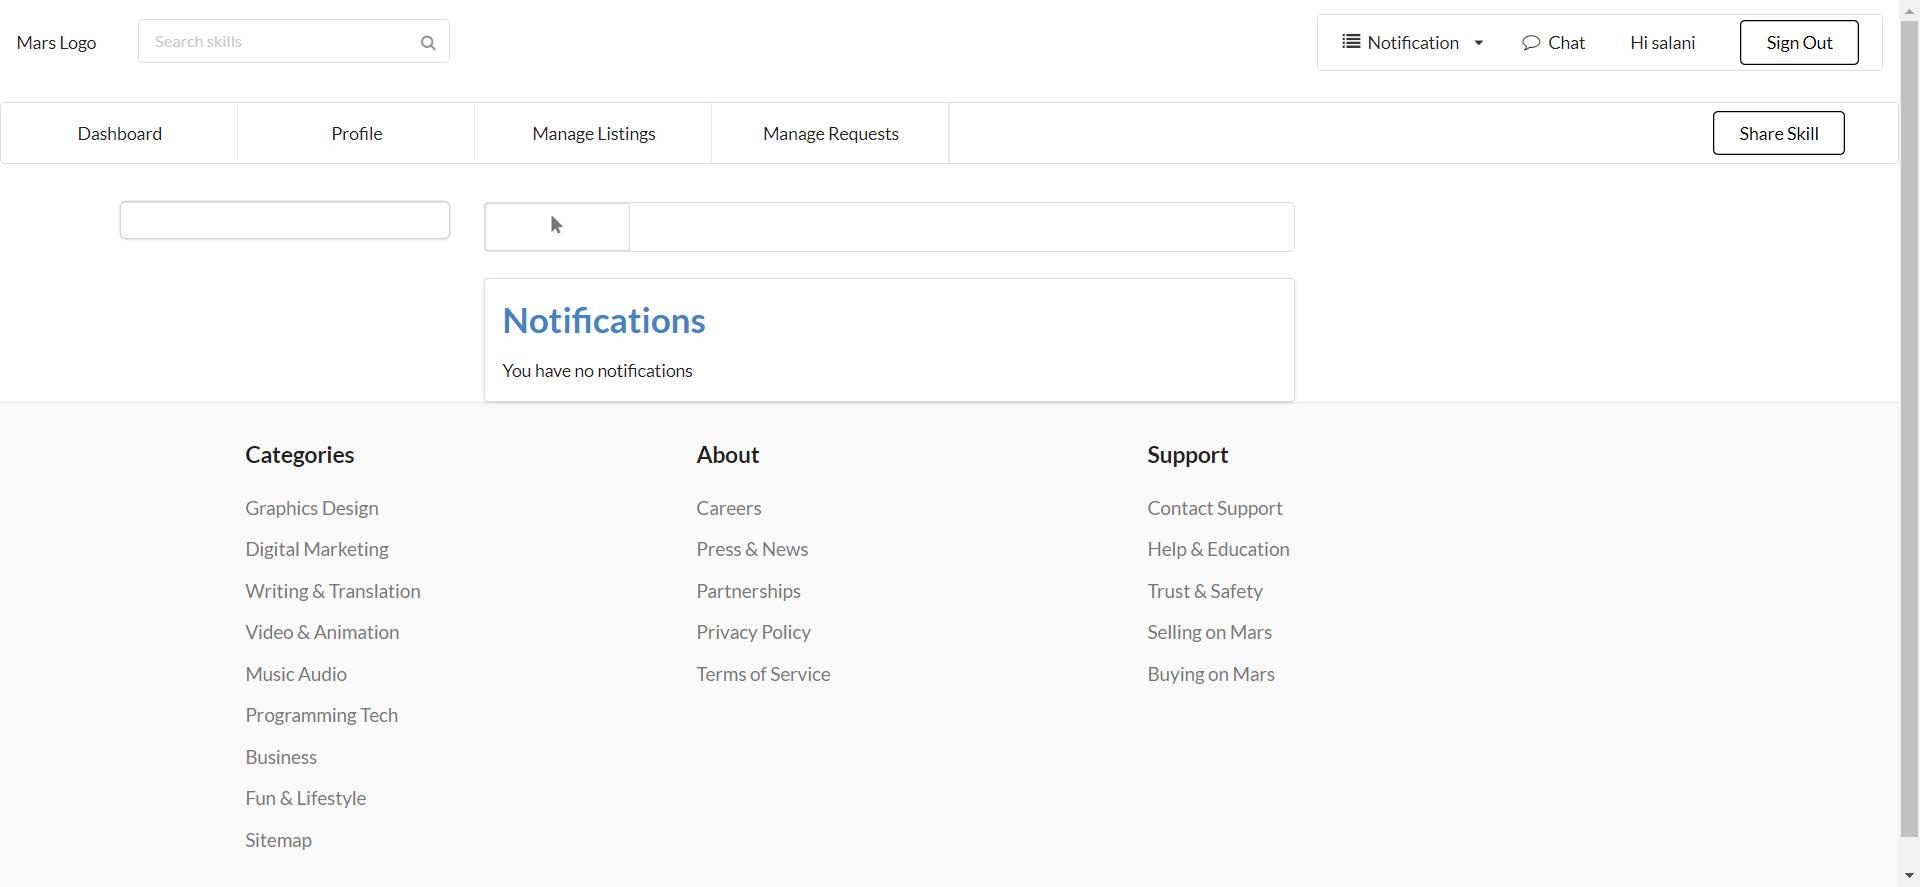 Mars Logo
Search skills
Notification
Chat
Hi salani
Sign Out
Dashboard
Profile
Manage Listings
Manage Requests
Share Skill
Notifications
You have no notifications
Categories
Graphics Design
Digital Marketing
Writing & Translation
Video & Animation
Music Audio
Programming Tech
Business
Fun & Lifestyle
Sitemap
About
Careers
Press & News
Partnerships
Privacy Policy
Terms of Service
Support
Contact Support
Help & Education
Trust & Safety
Selling on Mars
Buying on Mars